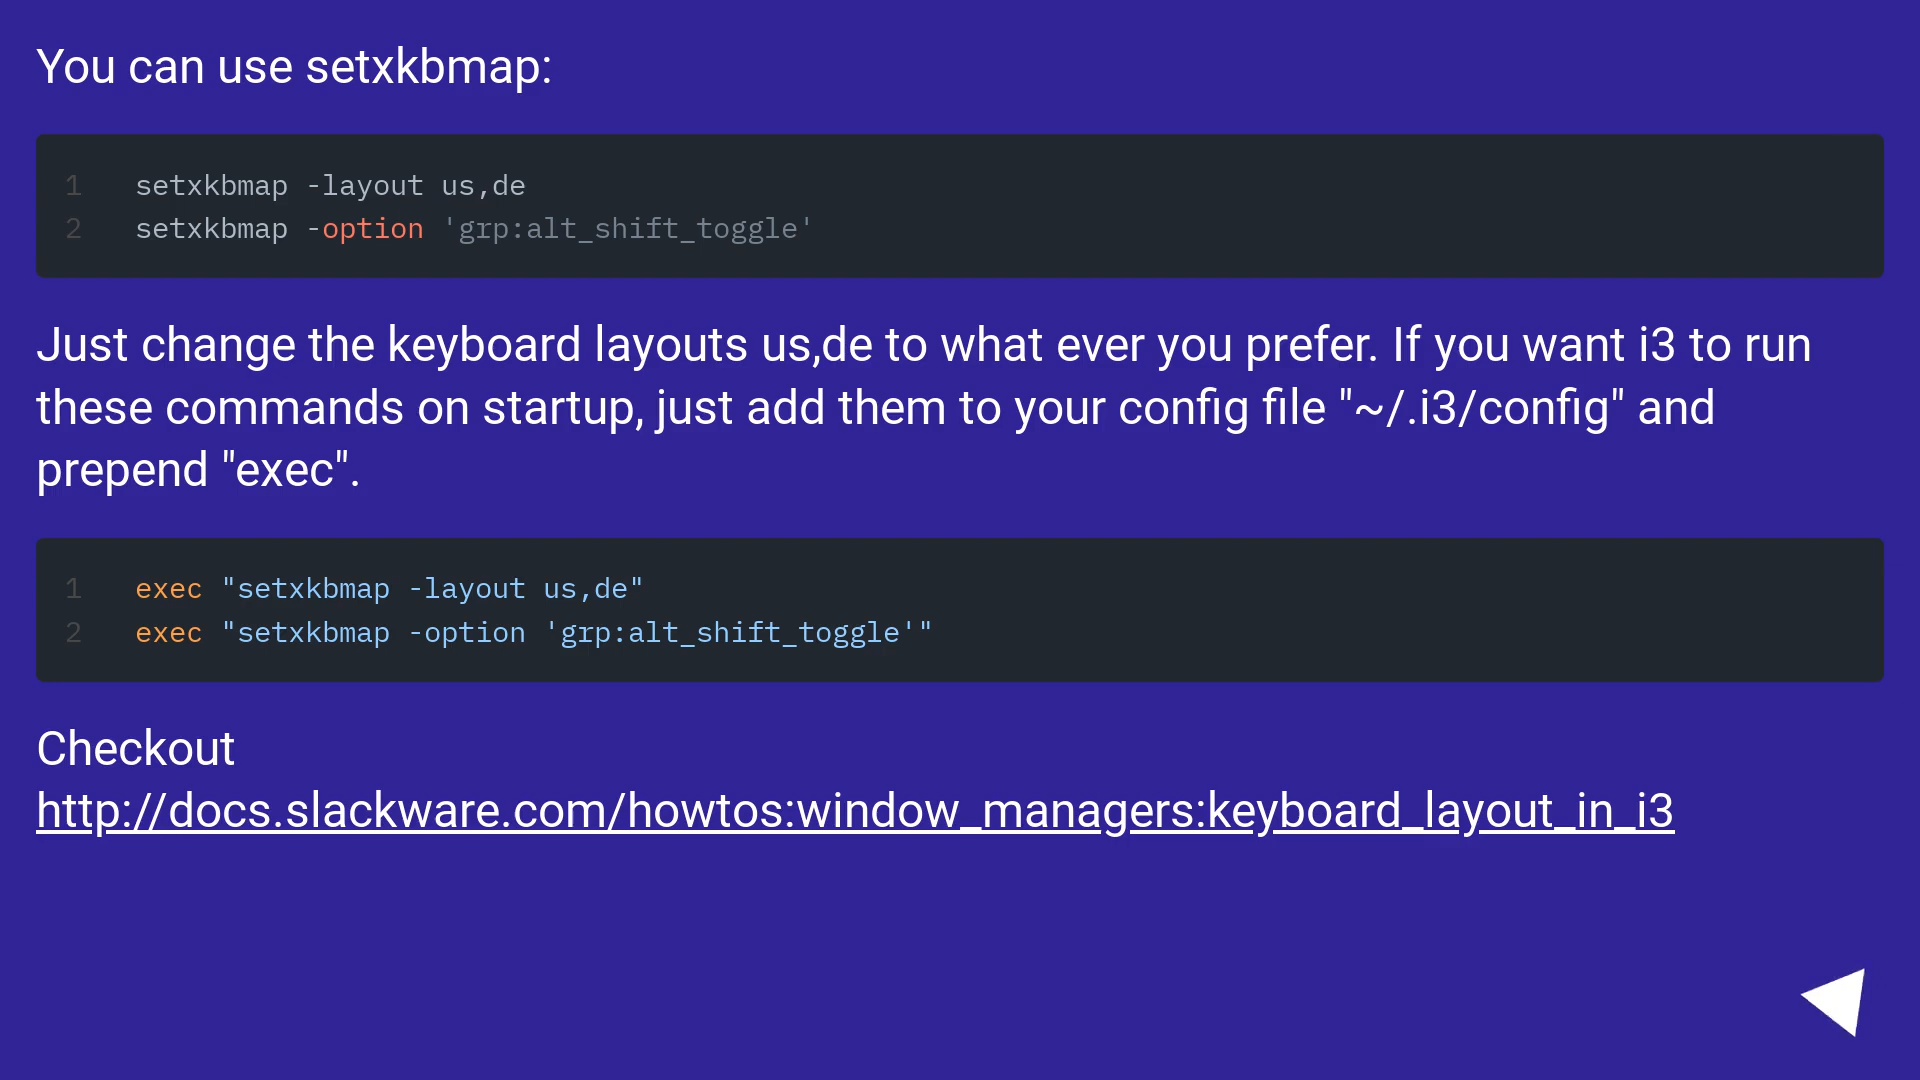 You can use setxkbmap:
1 setxkbmap -layout us,de
2 setxkbmap -option 'grp:alt_shift_toggle'
Just change the keyboard layouts us,de to what ever you prefer. If you want i3 to run
these commands on startup, just add them to your config file "~/.i3/config" and
prepend "exec".
1 exec "setxkbmap -layout us,de"
2 exec "setxkbmap -option 'grp:alt_shift_toggle'"
Checkout
http://docs.slackware.com/howtos:window_managers:keyboard_layout_in_i3